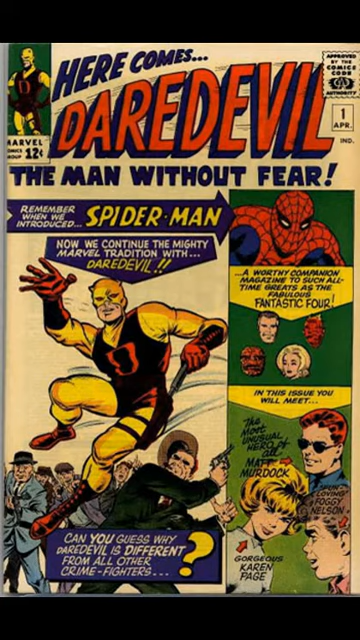 HERE COMES...
DAREDEVIL
APPROVED
BY THE
COMICS
CODE
AUTHORITY
MARVEL
COMICS
GROUP 12¢
1
APR.
IND.
THE MAN WITHOUT FEAR!
REMEMBER
WHEN WE
INTRODUCED...
SPIDER-MAN
NOW WE CONTINUE THE MIGHTY
MARVEL TRADITION WITH...
DAREDEVIL!!
...A WORTHY COMPANION
MAGAZINE TO SUCH ALL-
TIME GREATS AS THE
FABULOUS
FANTASTIC FOUR!
IN THIS ISSUE YOU
WILL MEET...
The
Most
UNUSUAL
HERO of
all
MATT
MURDOCK
"FUN
LOVING"
FOGGY
NELSON
GORGEOUS
KAREN
PAGE
CAN YOU GUESS WHY
DAREDEVIL IS DIFFERENT
FROM ALL OTHER
CRIME-FIGHTERS...
?